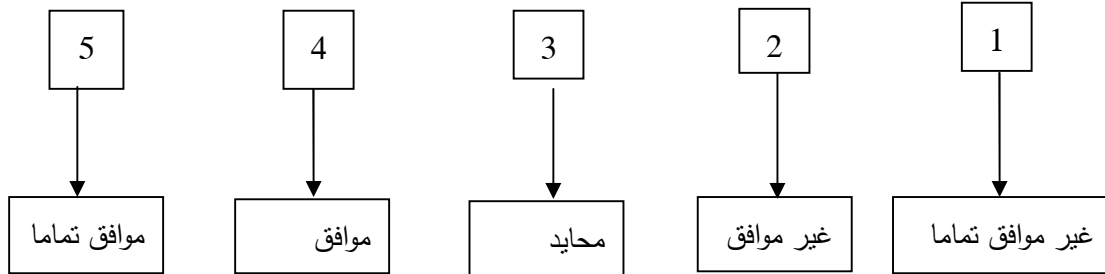 1
2
3
4
5
غير موافق تماما
غير موافق
محايد
موافق
موافق تماما